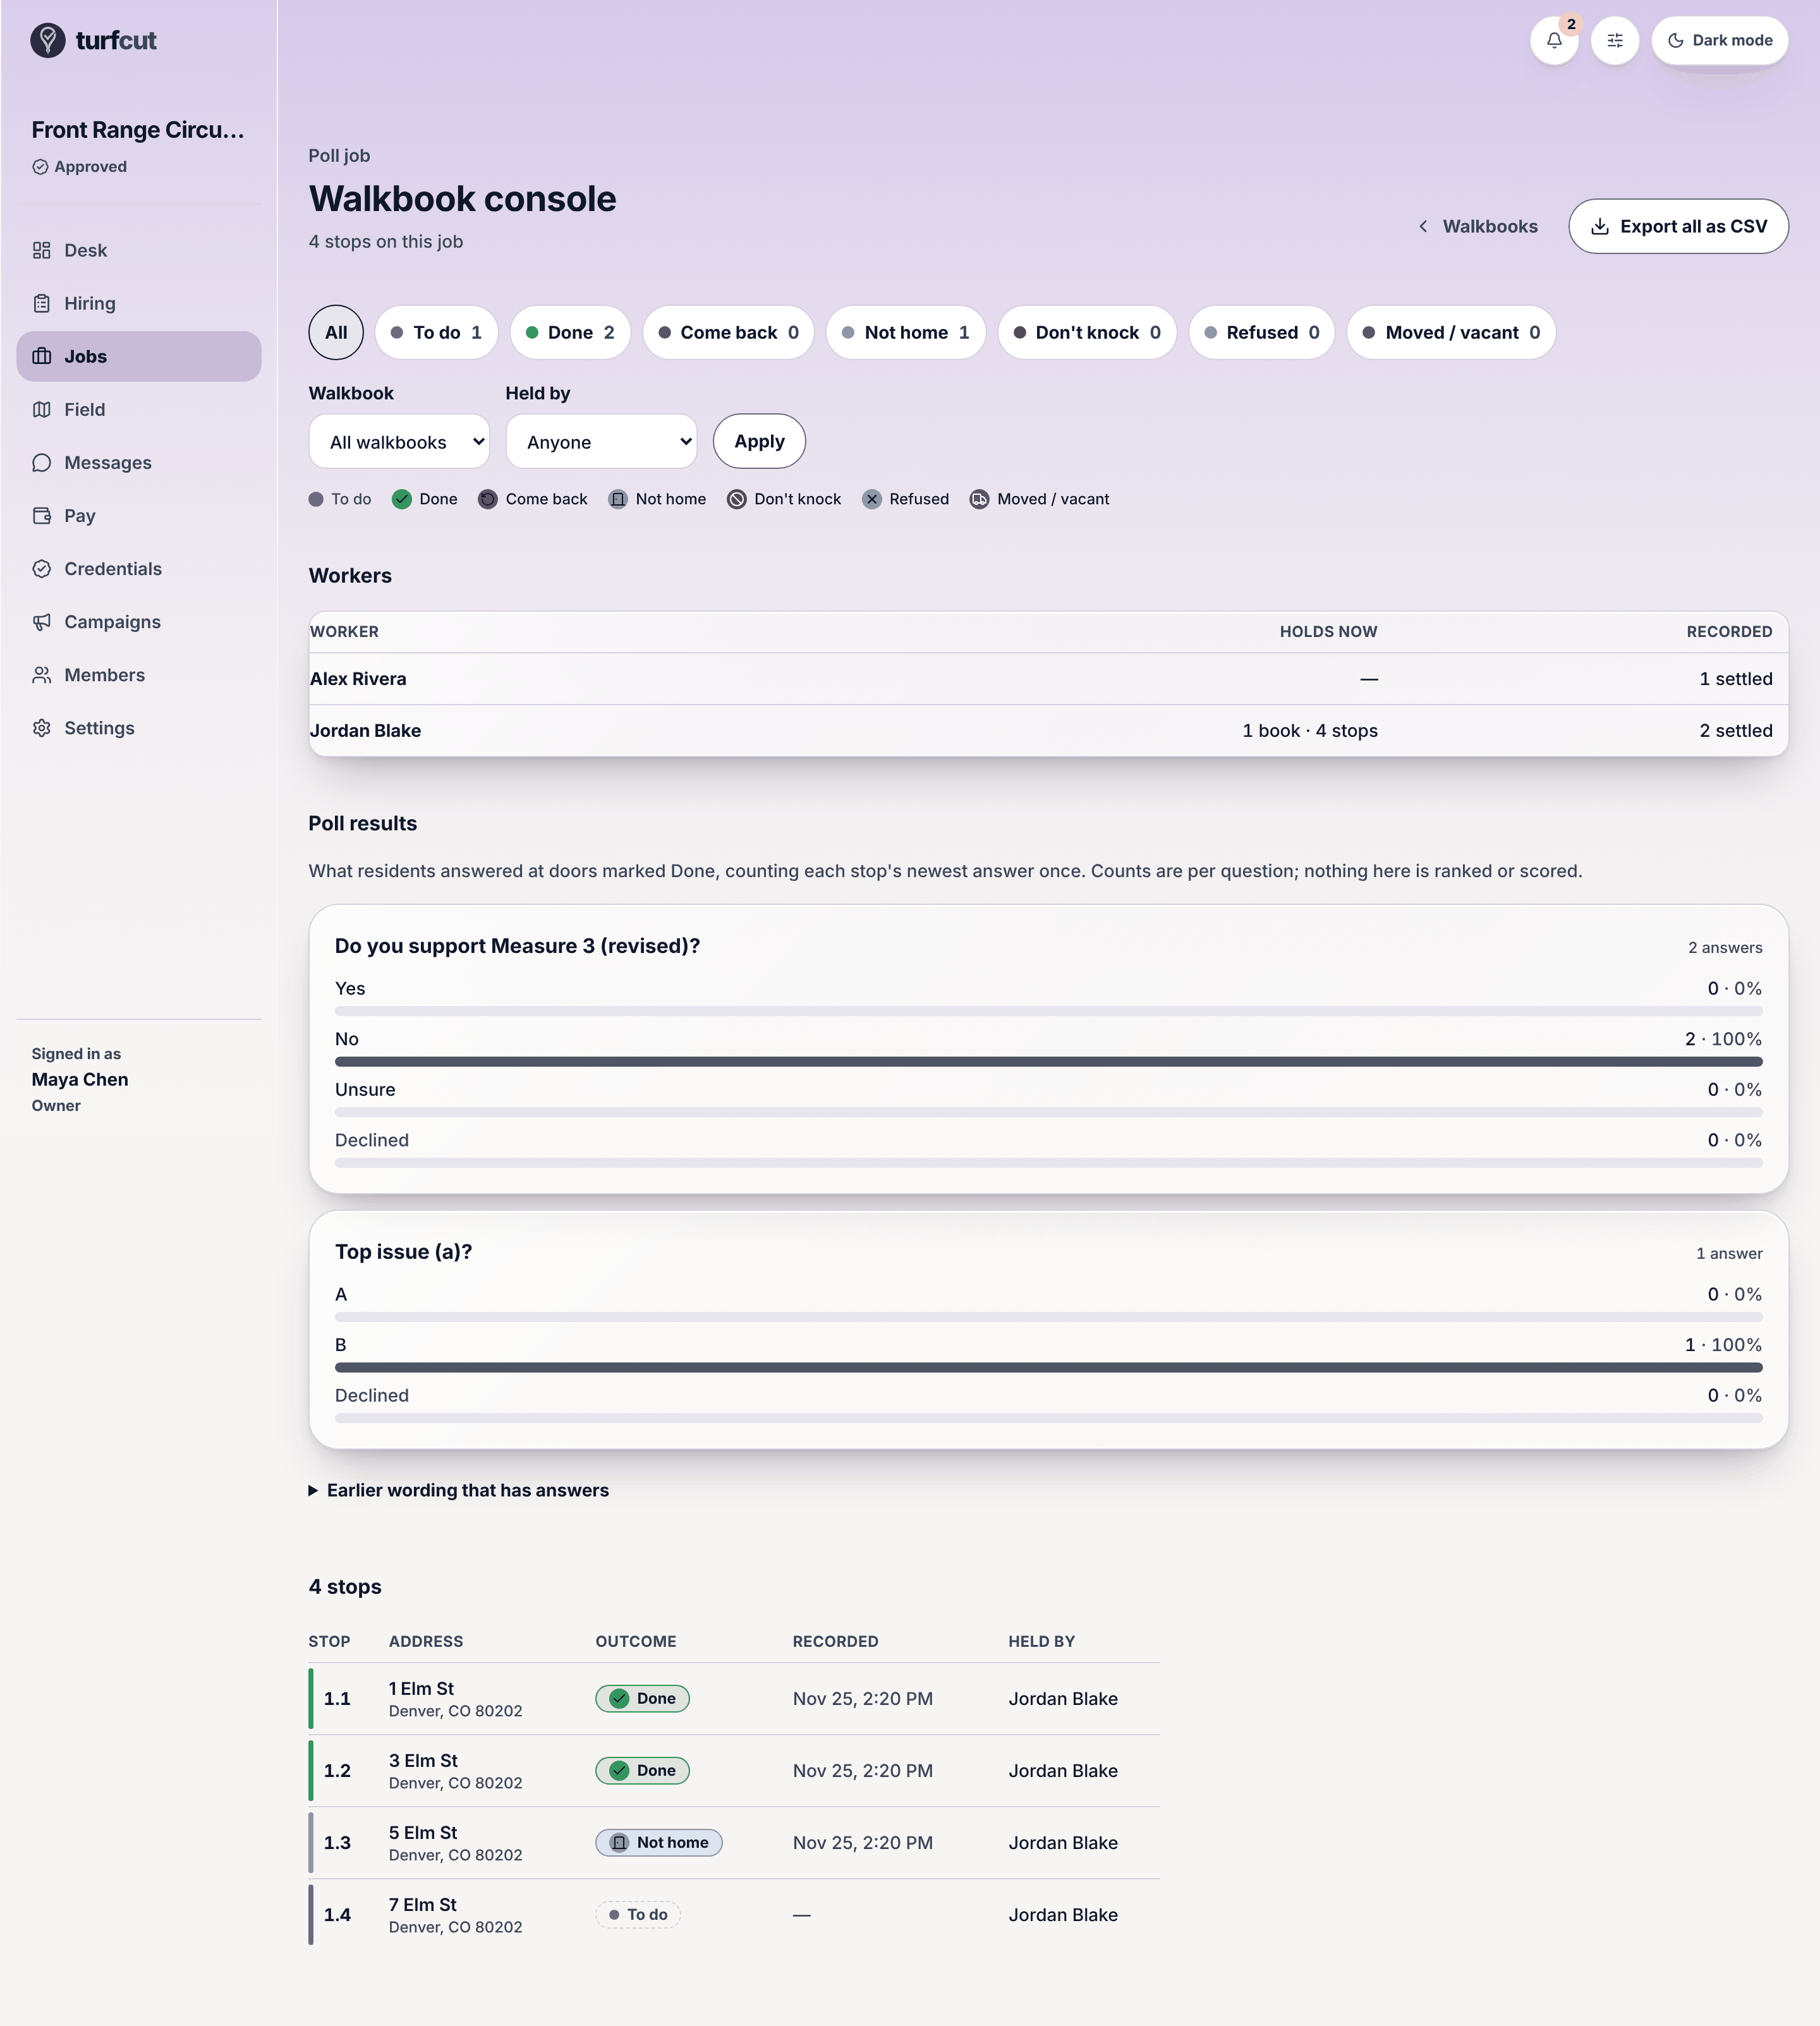 turfcut
2
Dark mode
Front Range Circu…
Approved
Desk
Hiring
Jobs
Field
Messages
Pay
Credentials
Campaigns
Members
Settings
Signed in as
Maya Chen
Owner
Poll job
Walkbook console
4 stops on this job
Walkbooks
Export all as CSV
All
To do 1
Done 2
Come back 0
Not home 1
Don't knock 0
Refused 0
Moved / vacant 0
Walkbook
Held by
All walkbooks
Anyone
Apply
To do
Done
Come back
Not home
Don't knock
Refused
Moved / vacant
Workers
WORKER HOLDS NOW RECORDED
Alex Rivera — 1 settled
Jordan Blake 1 book · 4 stops 2 settled
Poll results
What residents answered at doors marked Done, counting each stop's newest answer once. Counts are per question; nothing here is ranked or scored.
Do you support Measure 3 (revised)? 2 answers
Yes 0 · 0%
No 2 · 100%
Unsure 0 · 0%
Declined 0 · 0%
Top issue (a)? 1 answer
A 0 · 0%
B 1 · 100%
Declined 0 · 0%
Earlier wording that has answers
4 stops
STOP ADDRESS OUTCOME RECORDED HELD BY
1.1 1 Elm St Done Nov 25, 2:20 PM Jordan Blake
Denver, CO 80202
1.2 3 Elm St Done Nov 25, 2:20 PM Jordan Blake
Denver, CO 80202
1.3 5 Elm St Not home Nov 25, 2:20 PM Jordan Blake
Denver, CO 80202
1.4 7 Elm St To do — Jordan Blake
Denver, CO 80202